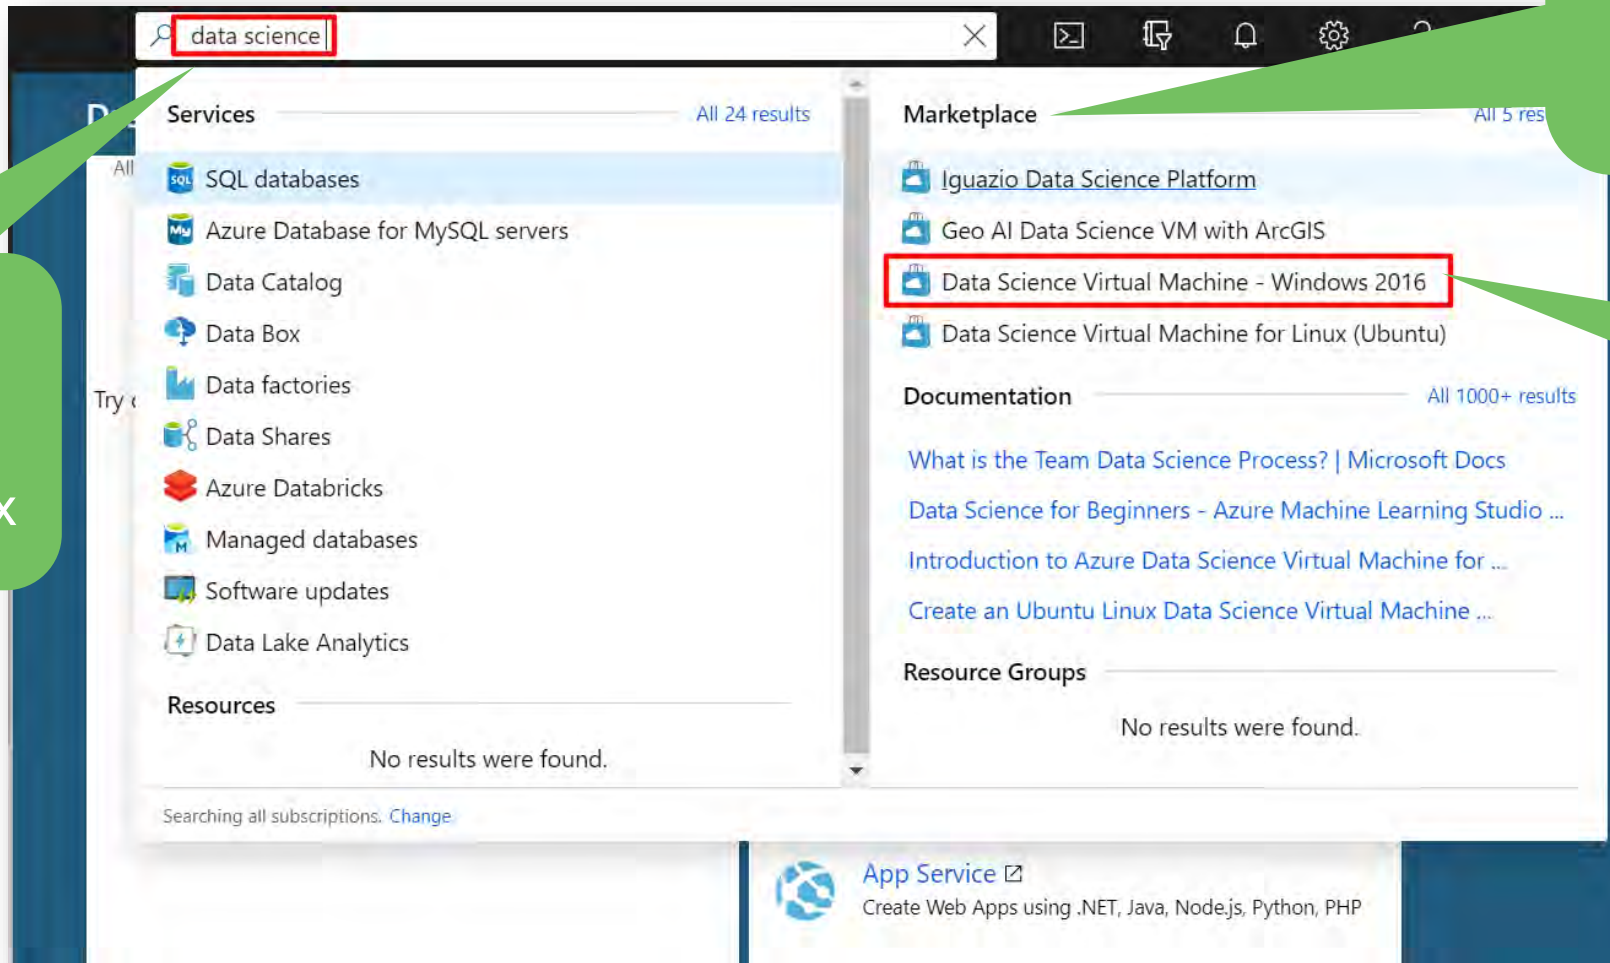 data science
Services
All 24 results
SQL databases
Azure Database for MySQL servers
Data Catalog
Data Box
Data factories
Data Shares
Azure Databricks
Managed databases
Software updates
Data Lake Analytics
Resources
No results were found.
Searching all subscriptions. Change
Marketplace
All 5 res
Iguazio Data Science Platform
Geo AI Data Science VM with ArcGIS
Data Science Virtual Machine - Windows 2016
Data Science Virtual Machine for Linux (Ubuntu)
Documentation
All 1000+ results
What is the Team Data Science Process? | Microsoft Docs
Data Science for Beginners - Azure Machine Learning Studio ...
Introduction to Azure Data Science Virtual Machine for ...
Create an Ubuntu Linux Data Science Virtual Machine ...
Resource Groups
No results were found.
All
Try
x
App Service
Create Web Apps using .NET, Java, Node.js, Python, PHP